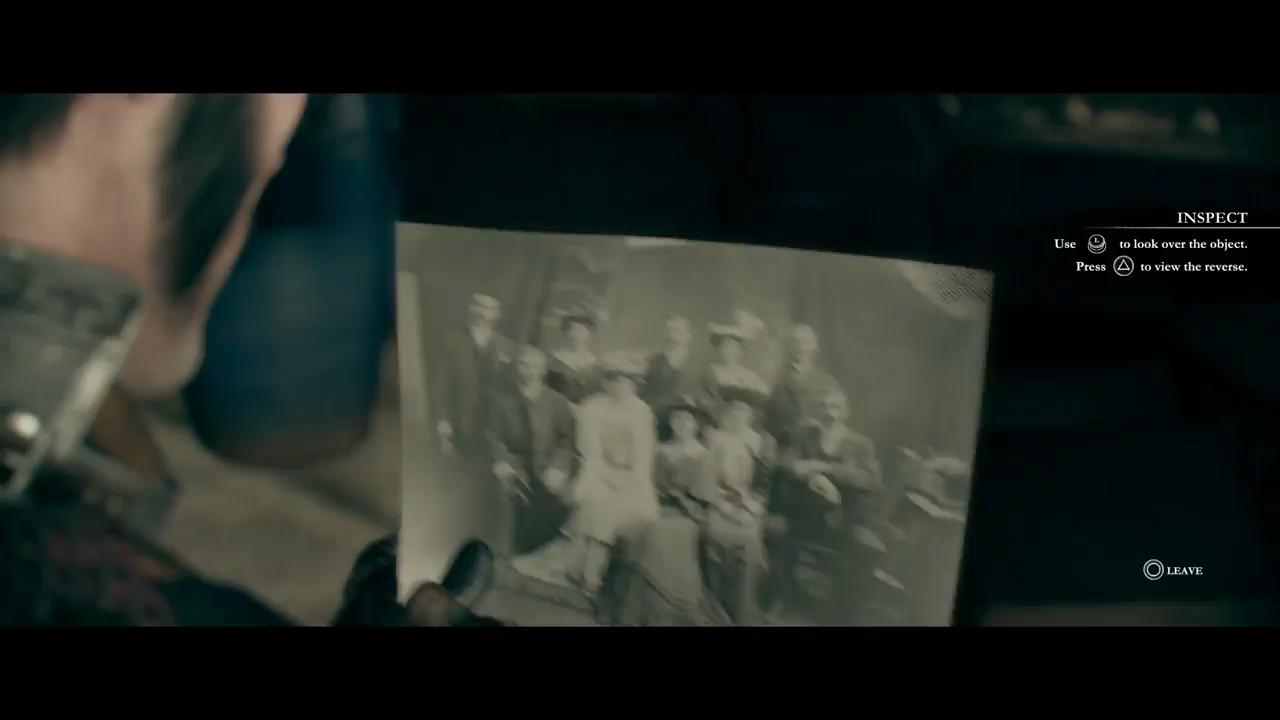 INSPECT
Use L to look over the object.
Press to view the reverse.
LEAVE